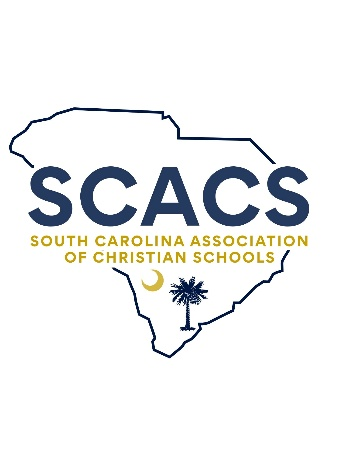 SCACS
SOUTH CAROLINA ASSOCIATION
OF CHRISTIAN SCHOOLS